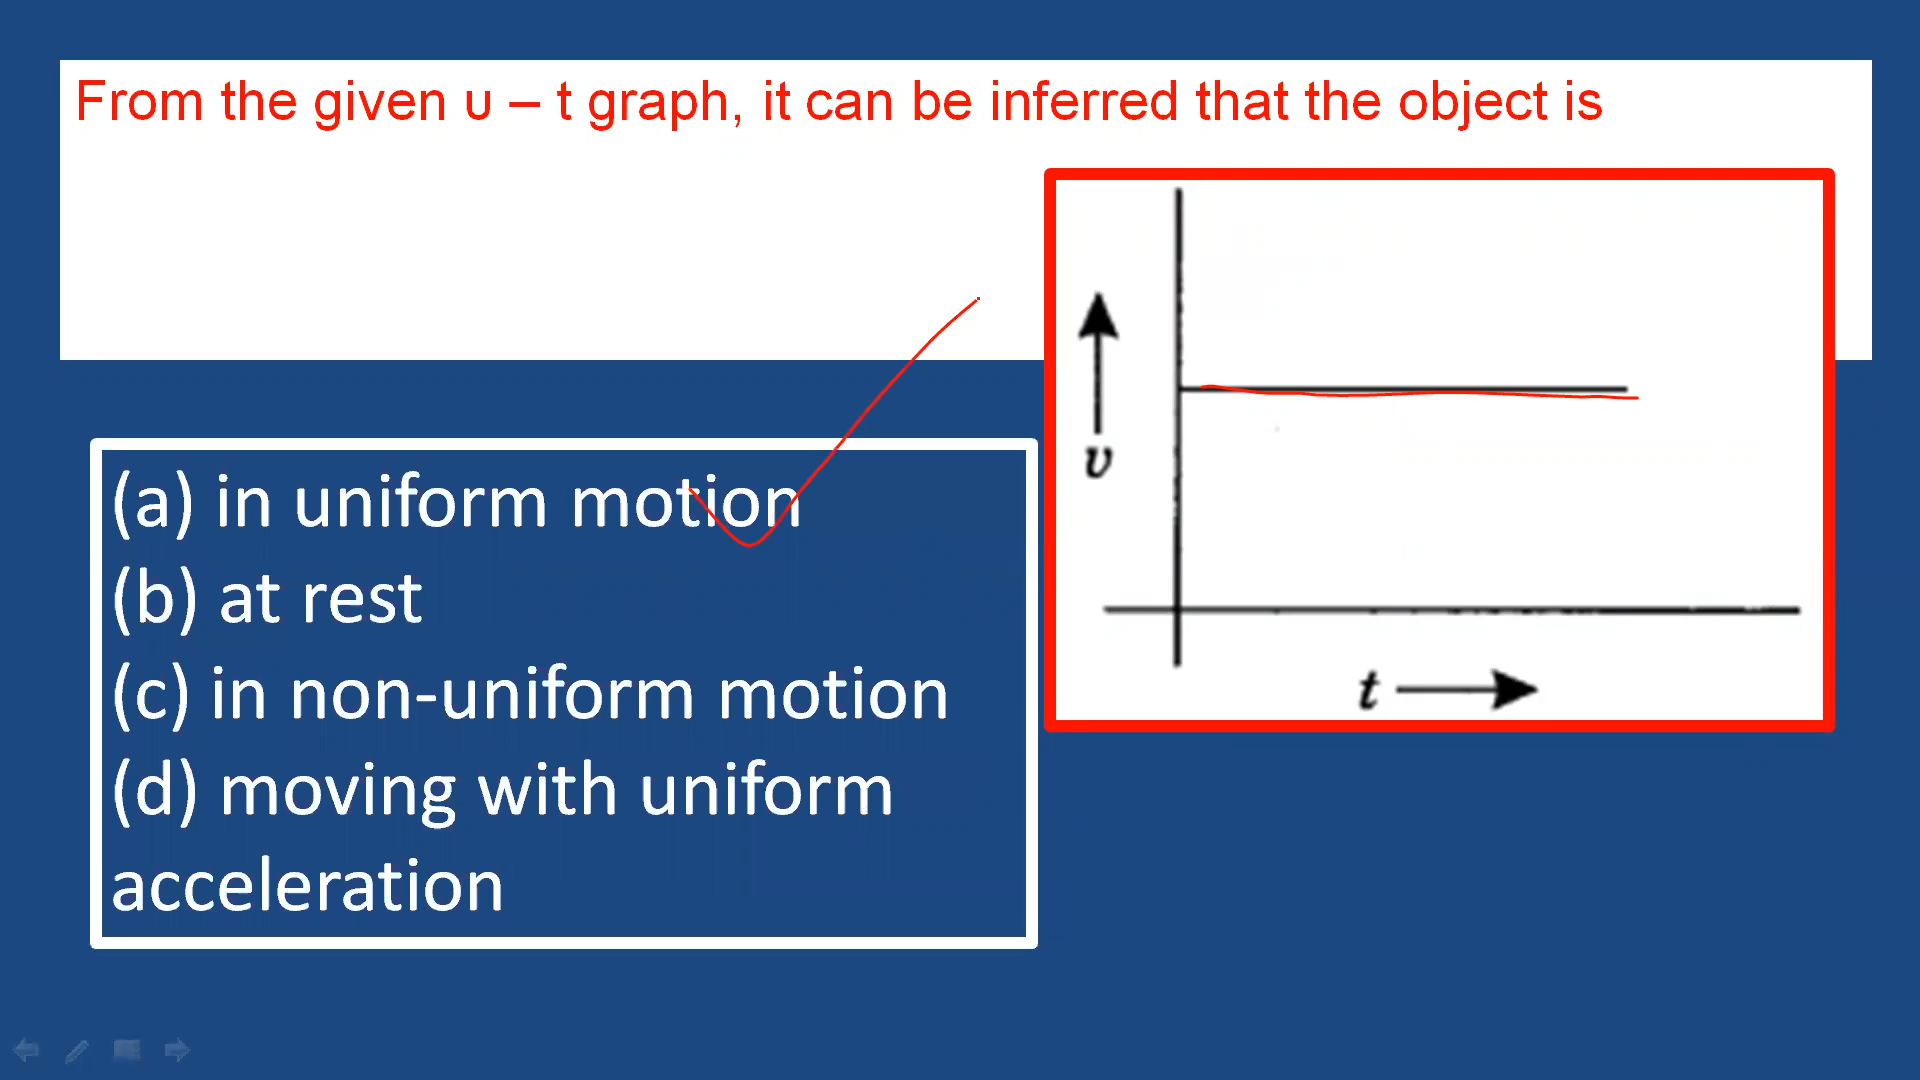 From the given υ – t graph, it can be inferred that the object is
(a) in uniform motion
(b) at rest
(c) in non-uniform motion
(d) moving with uniform
acceleration
v
t